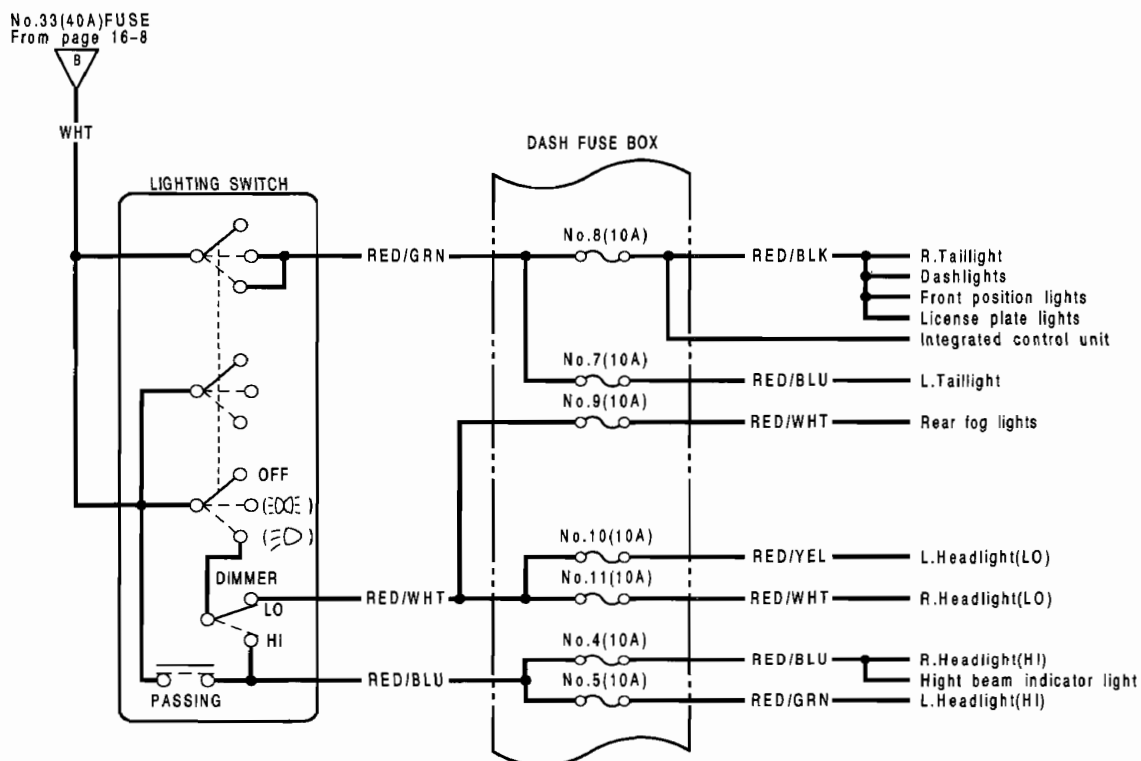 No.33(40A)FUSE
From page 16-8
B
WHT
DASH FUSE BOX
LIGHTING SWITCH
RED/GRN
No.8(10A)
RED/BLK
R.Taillight
Dashlights
Front position lights
License plate lights
Integrated control unit
No.7(10A)
RED/BLU
L.Taillight
No.9(10A)
RED/WHT
Rear fog lights
OFF
No.10(10A)
RED/YEL
L.Headlight(LO)
DIMMER
LO
RED/WHT
No.11(10A)
RED/WHT
R.Headlight(LO)
HI
No.4(10A)
RED/BLU
R.Headlight(HI)
Hight beam indicator light
PASSING
RED/BLU
No.5(10A)
RED/GRN
L.Headlight(HI)